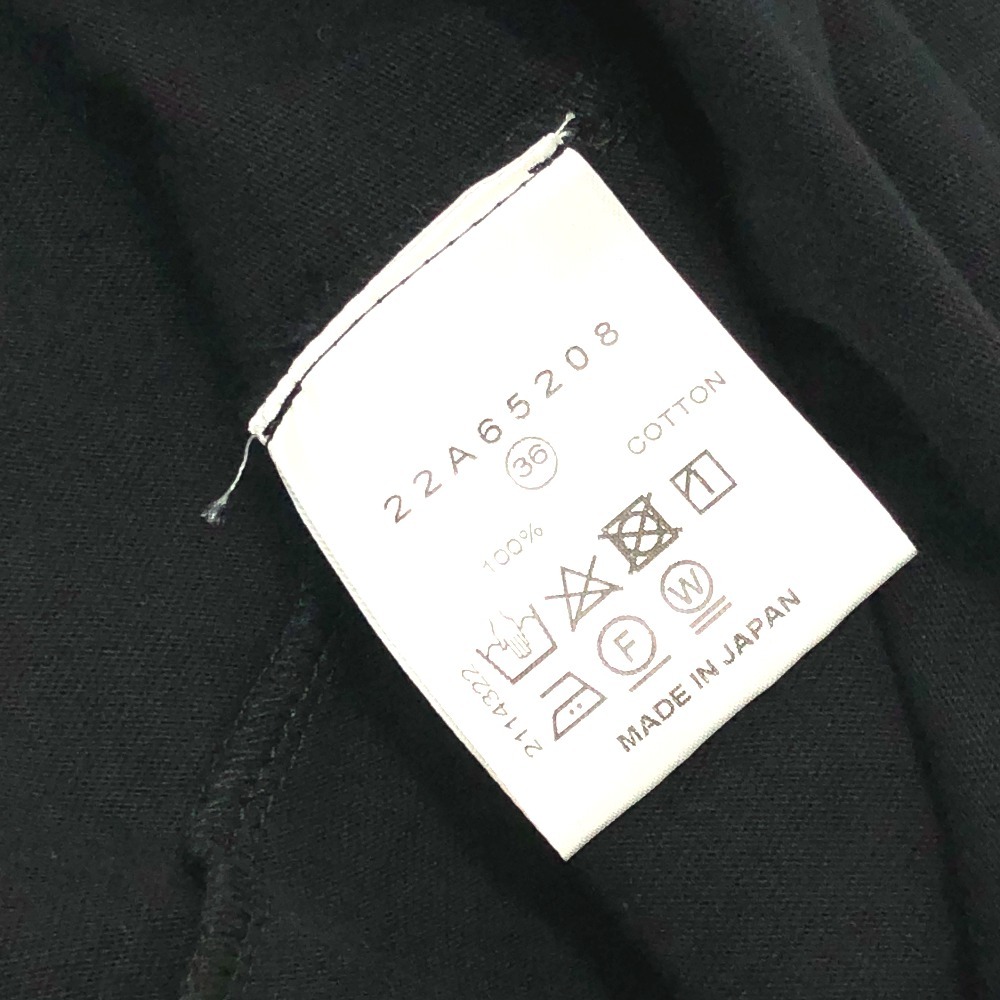 22A65208
36
100% COTTON
F W
2114322
MADE IN JAPAN